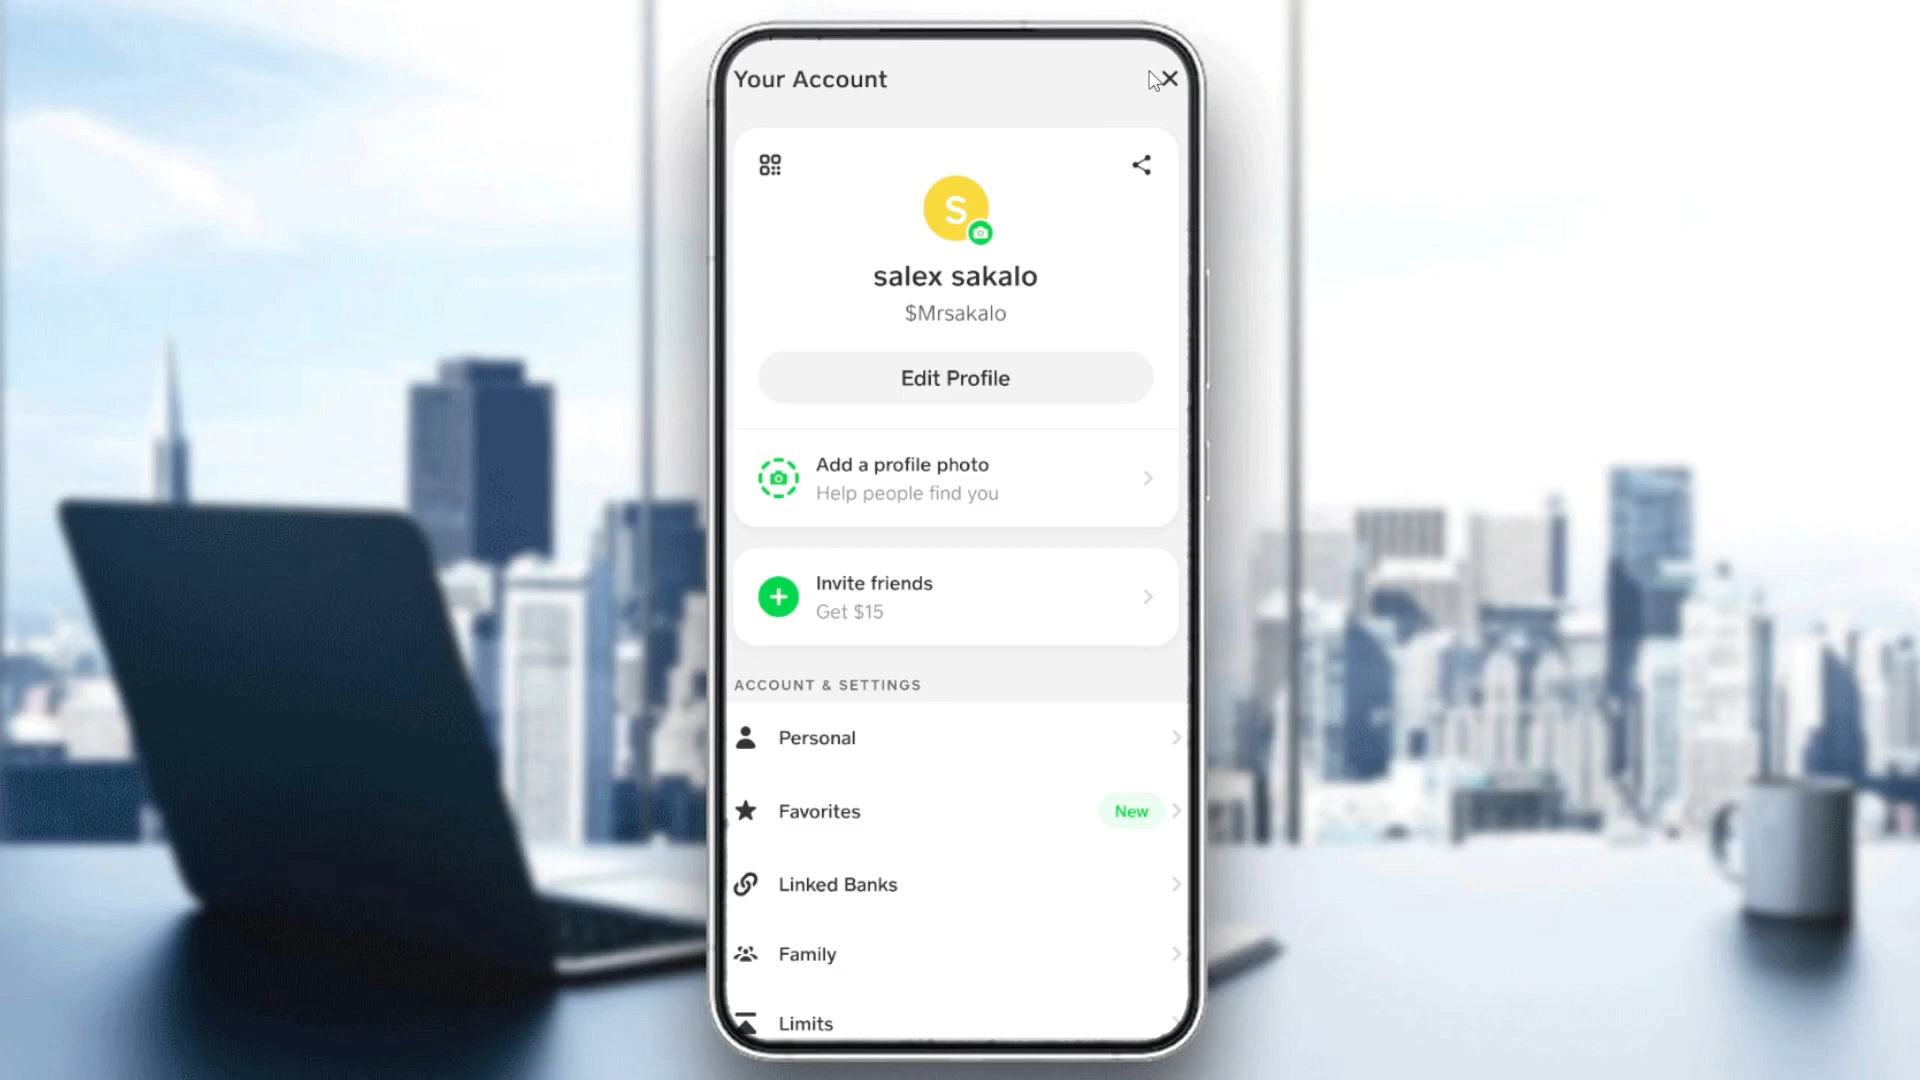 Your Account
S
salex sakalo
$Mrsakalo
Edit Profile
Add a profile photo
Help people find you
Invite friends
Get $15
ACCOUNT & SETTINGS
Personal
Favorites New
Linked Banks
Family
Limits